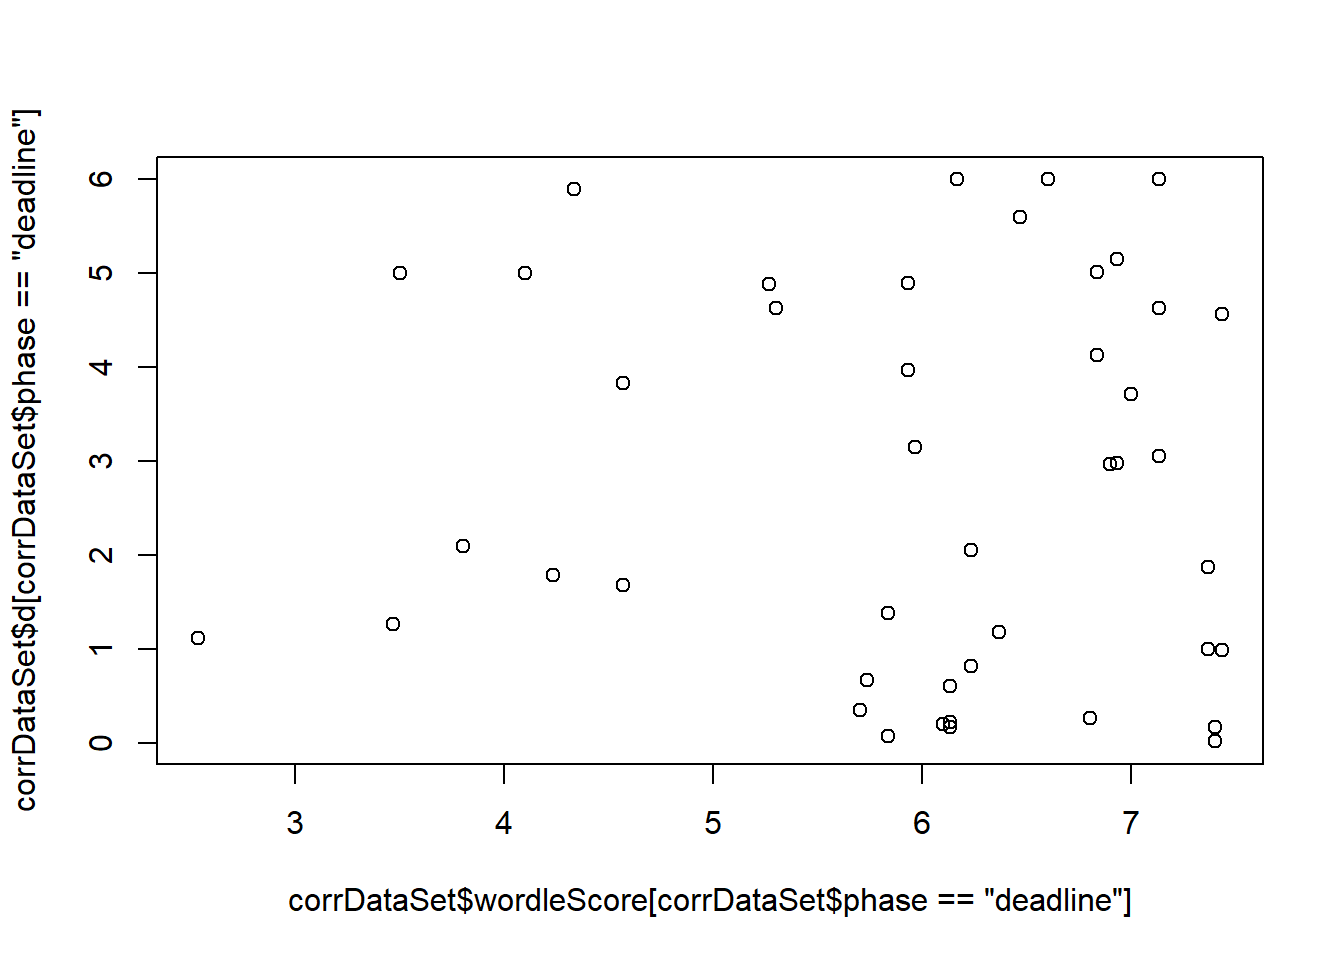 corrDataSet$d[corrDataSet$phase == "deadline"]
6
5
4
3
2
1
0
3 4 5 6 7
corrDataSet$wordleScore[corrDataSet$phase == "deadline"]